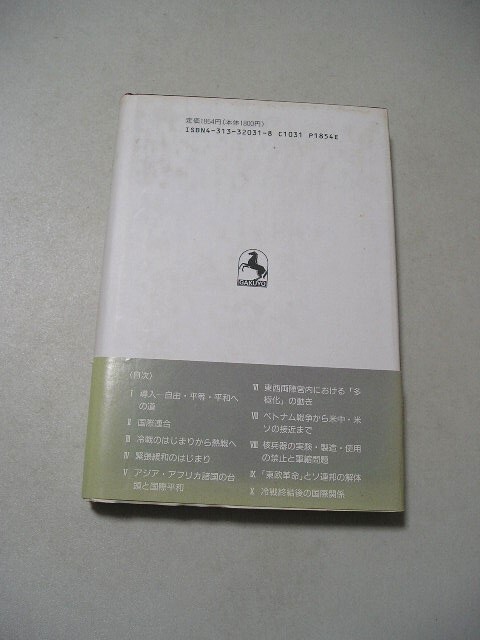 定価1854円(本体1800円)
ISBN4-313-32031-8 C1031 P1854E
GAKUYO
〈目次〉
Ⅰ 導入―自由・平等・平和へ
の道
Ⅱ 国際連合
Ⅲ 冷戦のはじまりから熱戦へ
Ⅳ 緊張緩和のはじまり
Ⅴ アジア・アフリカ諸国の台
頭と国際平和
Ⅵ 東西両陣営内における「多
極化」の動き
Ⅶ ベトナム戦争から米中・米
ソの接近まで
Ⅷ 核兵器の実験・製造・使用
の禁止と軍縮問題
Ⅸ 「東欧革命」とソ連邦の解体
Ⅹ 冷戦終結後の国際関係